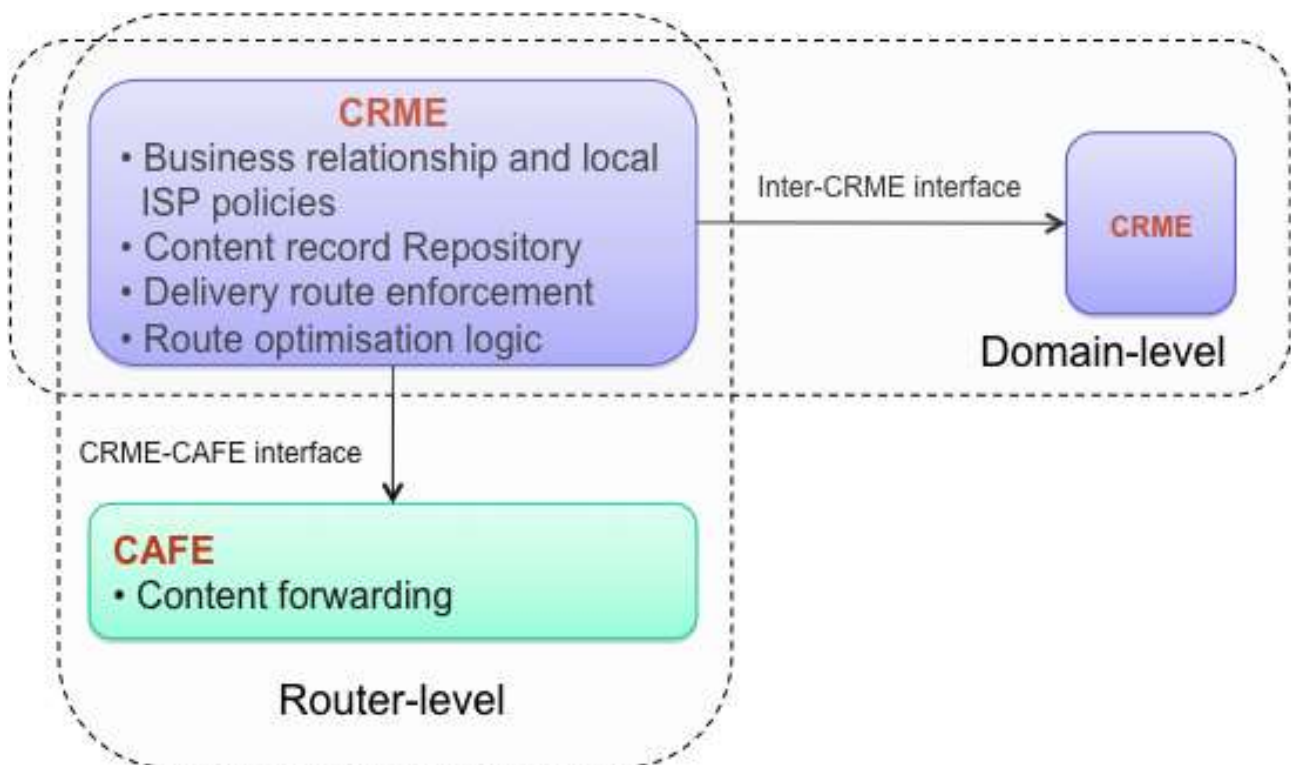 CRME
• Business relationship and local
ISP policies
• Content record Repository
• Delivery route enforcement
• Route optimisation logic
Inter-CRME interface
CRME
Domain-level
CRME-CAFE interface
CAFE
• Content forwarding
Router-level